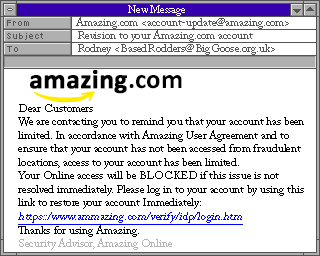 New Message
From Amazing.com <account-update@amazing.com>
Subject Revision to your Amazing.com account
To Rodney <BasedRodders@BigGoose.org.uk>
amazing.com
Dear Customers
We are contacting you to remind you that your account has been
limited. In accordance with Amazing User Agreement and to
ensure that your account has not been accessed from fraudulent
locations, access to your account has been limited.
Your Online access will be BLOCKED if this issue is not
resolved immediately. Please log in to your account by using this
link to restore your account Immediately:
https://www.ammazing.com/verify/idp/login.htm
Thanks for using Amazing.
Security Advisor, Amazing Online